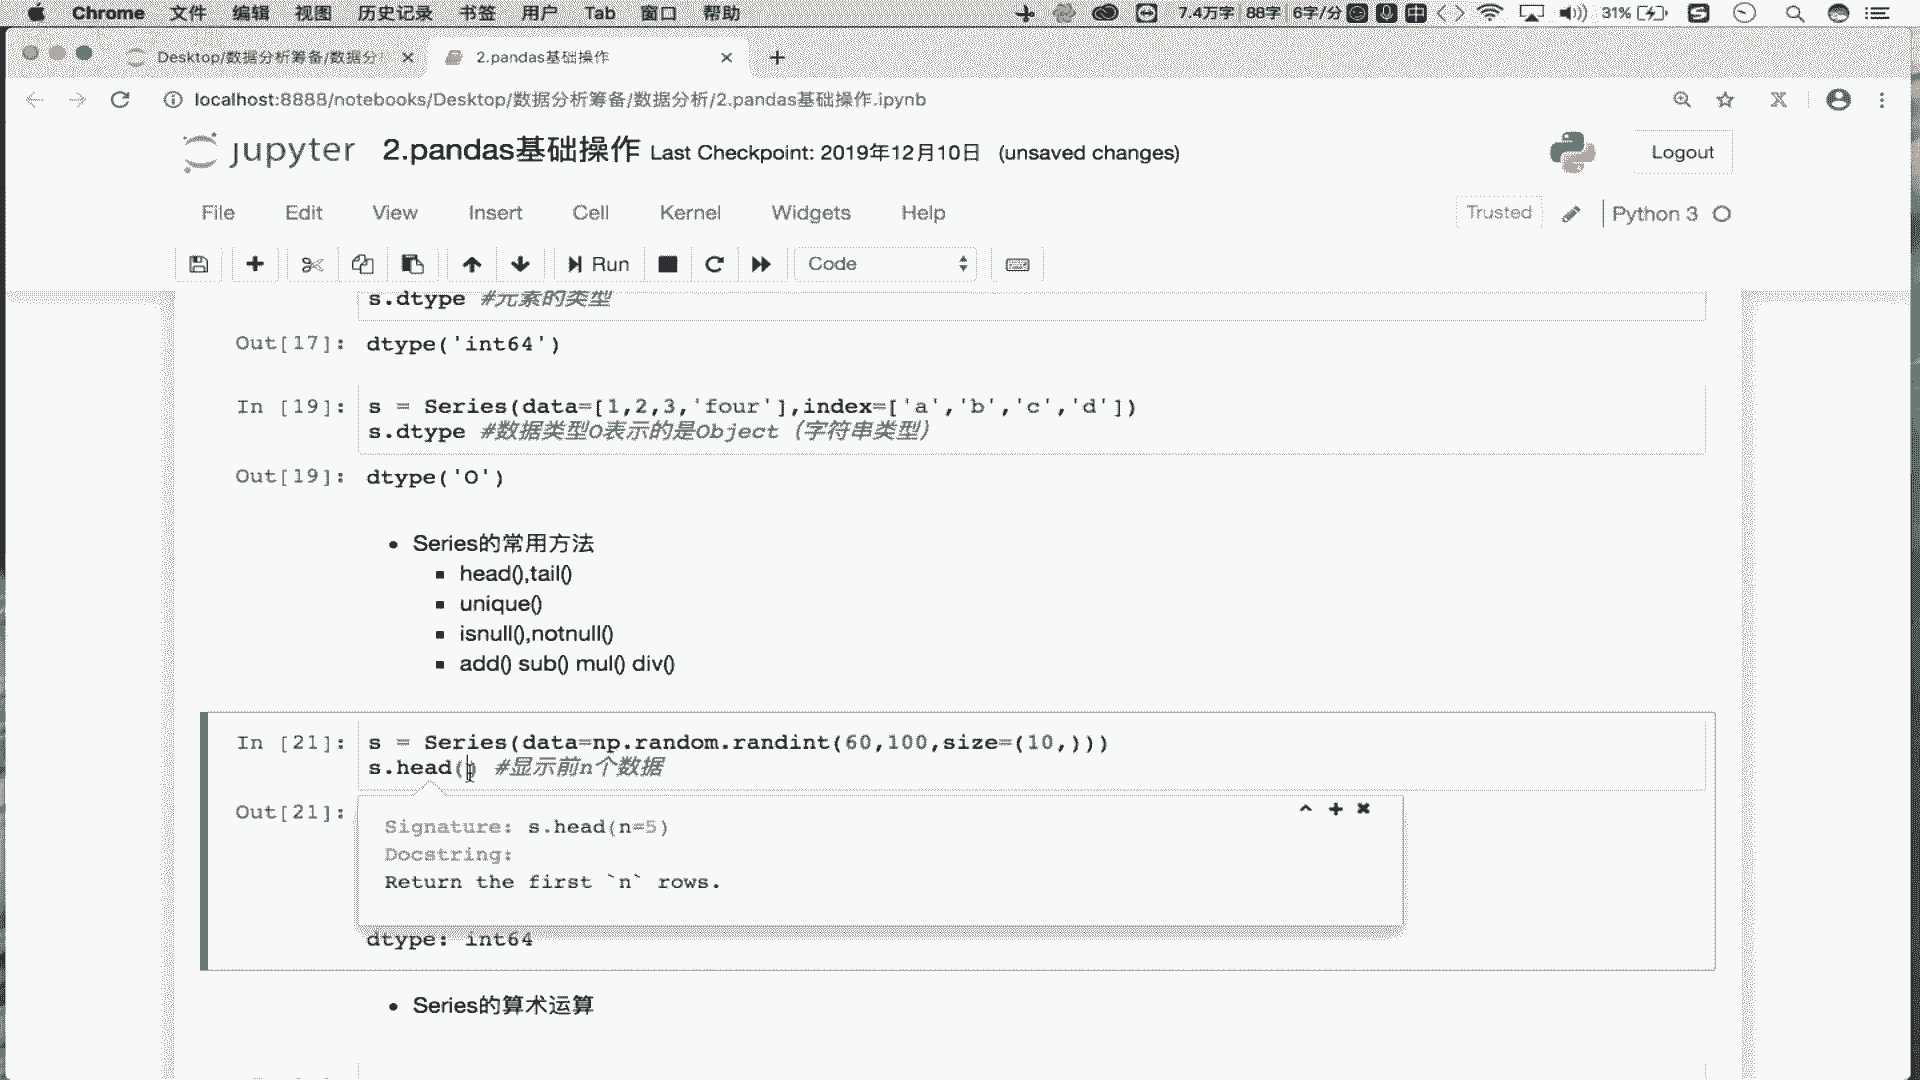 Chrome 文件 编辑 视图 历史记录 书签 用户 Tab 窗口 帮助 7.4万字 88字 6字/分 中 31%
Desktop/数据分析筹备/数据分 2.pandas基础操作
localhost:8888/notebooks/Desktop/数据分析筹备/数据分析/2.pandas基础操作.ipynb
jupyter 2.pandas基础操作 Last Checkpoint: 2019年12月10日 (unsaved changes) Logout
File Edit View Insert Cell Kernel Widgets Help Trusted Python 3
Run Code
s.dtype #元素的类型
Out[17]: dtype('int64')
In [19]: s = Series(data=[1,2,3,'four'],index=['a','b','c','d'])
s.dtype #数据类型O表示的是Object（字符串类型）
Out[19]: dtype('O')
• Series的常用方法
▪ head(),tail()
▪ unique()
▪ isnull(),notnull()
▪ add() sub() mul() div()
In [21]: s = Series(data=np.random.randint(60,100,size=(10,)))
s.head() #显示前n个数据
Out[21]:
Signature: s.head(n=5)
Docstring:
Return the first `n` rows.
dtype: int64
• Series的算术运算